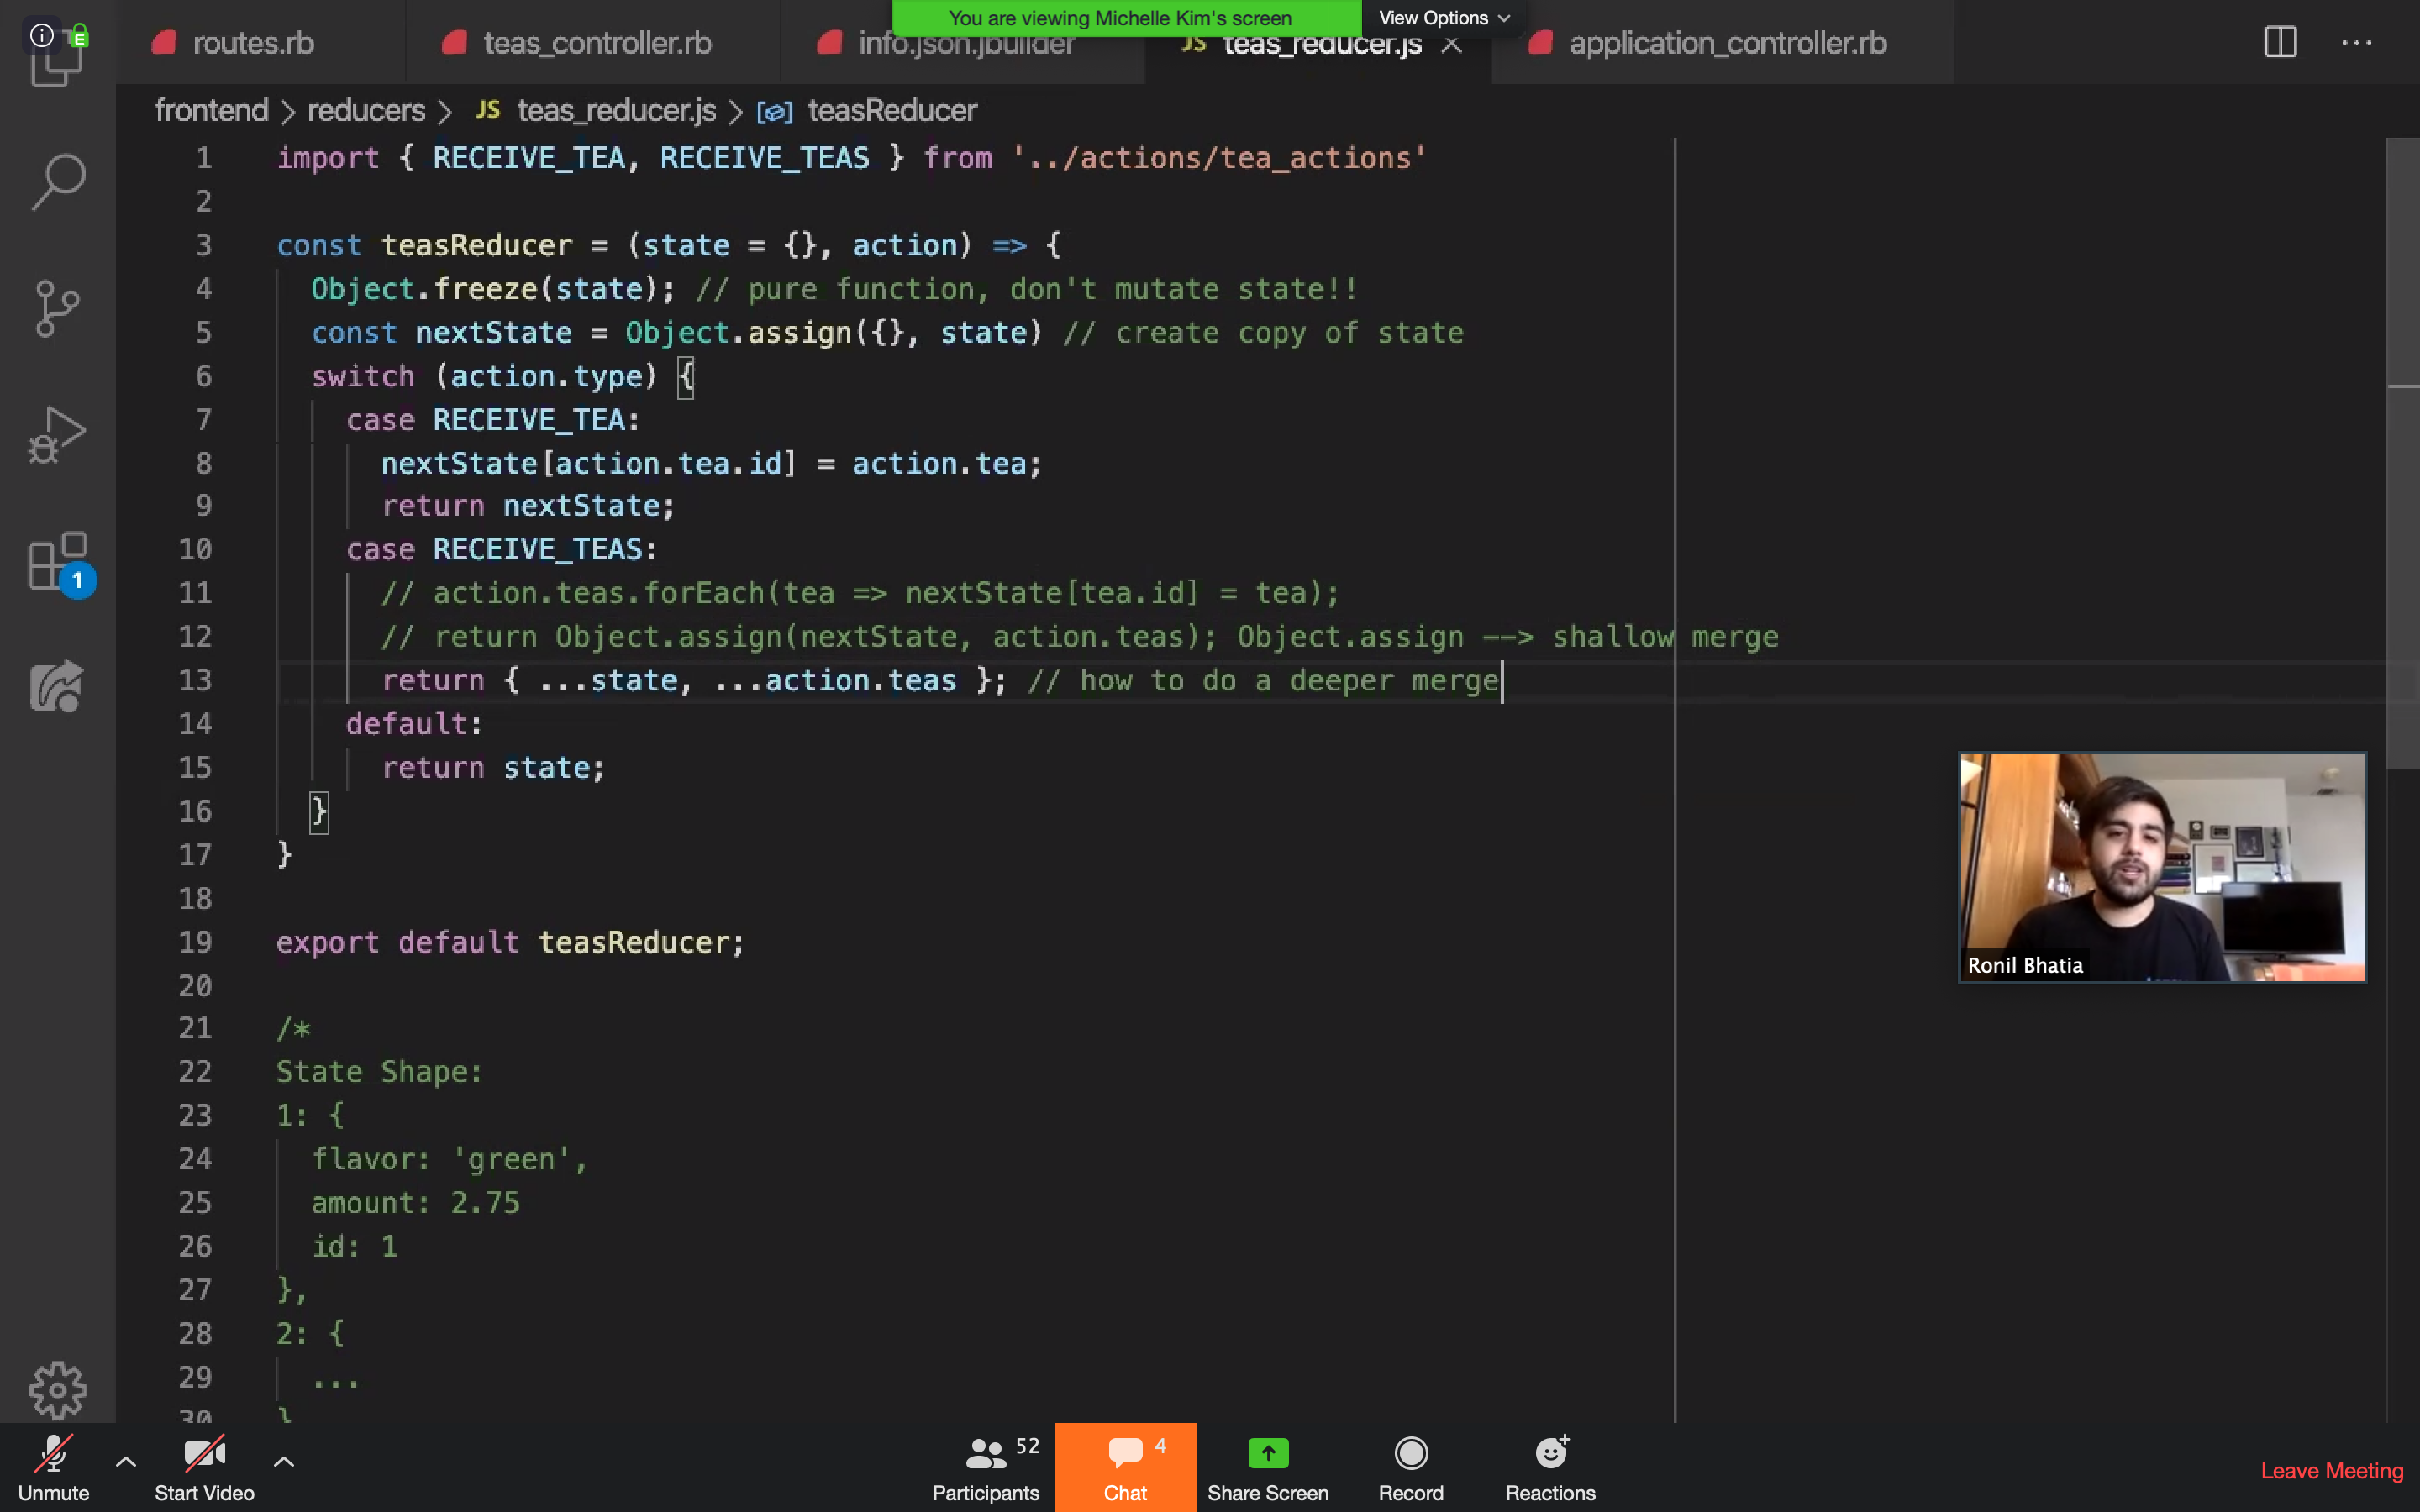 You are viewing Michelle Kim's screen
View Options
routes.rb
teas_controller.rb
info.json.jbuilder
JS teas_reducer.js
application_controller.rb
frontend > reducers > JS teas_reducer.js > teasReducer
1 import { RECEIVE_TEA, RECEIVE_TEAS } from '../actions/tea_actions'
2
3 const teasReducer = (state = {}, action) => {
4 Object.freeze(state); // pure function, don't mutate state!!
5 const nextState = Object.assign({}, state) // create copy of state
6 switch (action.type) {
7 case RECEIVE_TEA:
8 nextState[action.tea.id] = action.tea;
9 return nextState;
10 case RECEIVE_TEAS:
11 // action.teas.forEach(tea => nextState[tea.id] = tea);
12 // return Object.assign(nextState, action.teas); Object.assign --> shallow merge
13 return { ...state, ...action.teas }; // how to do a deeper merge
14 default:
15 return state;
16 }
17 }
18
19 export default teasReducer;
20
21 /*
22 State Shape:
23 1: {
24 flavor: 'green',
25 amount: 2.75
26 id: 1
27 },
28 2: {
29 ...
30 }
1
Ronil Bhatia
Unmute
Start Video
52
Participants
4
Chat
Share Screen
Record
Reactions
Leave Meeting